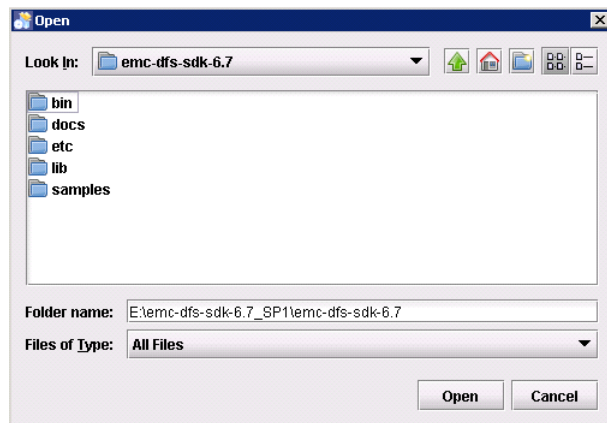 Open
Look In: emc-dfs-sdk-6.7
bin
docs
etc
lib
samples
Folder name: E:\emc-dfs-sdk-6.7_SP1\emc-dfs-sdk-6.7
Files of Type: All Files
Open Cancel